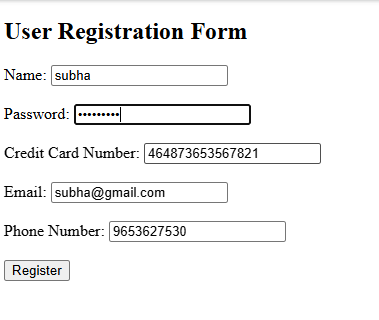 User Registration Form
Name: subha
Password: •••••••••
Credit Card Number: 464873653567821
Email: subha@gmail.com
Phone Number: 9653627530
Register